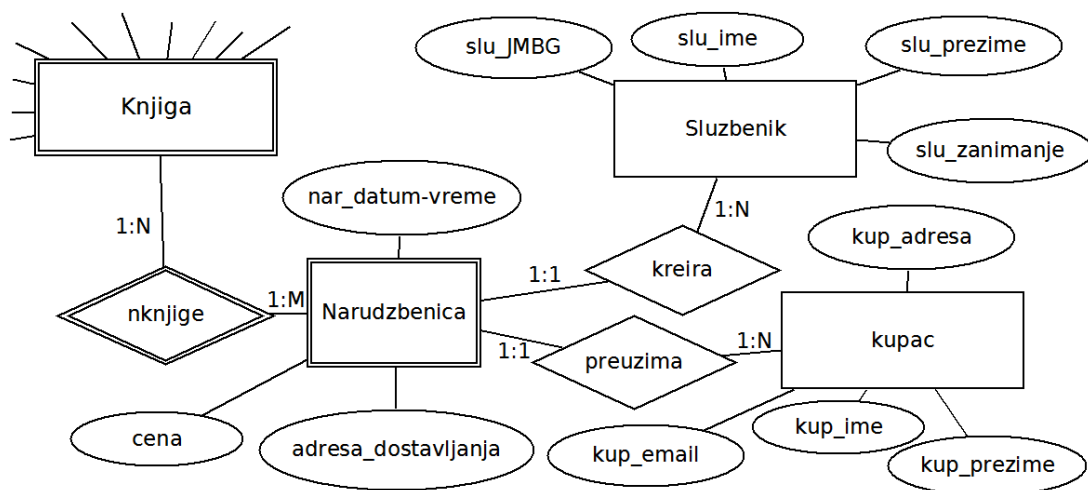 slu_JMBG
slu_ime
slu_prezime
Knjiga
Sluzbenik
slu_zanimanje
nar_datum-vreme
1:N
1:N
kup_adresa
kreira
1:1
1:M
nknjige
Narudzbenica
1:1
preuzima
1:N
kupac
cena
adresa_dostavljanja
kup_email
kup_ime
kup_prezime